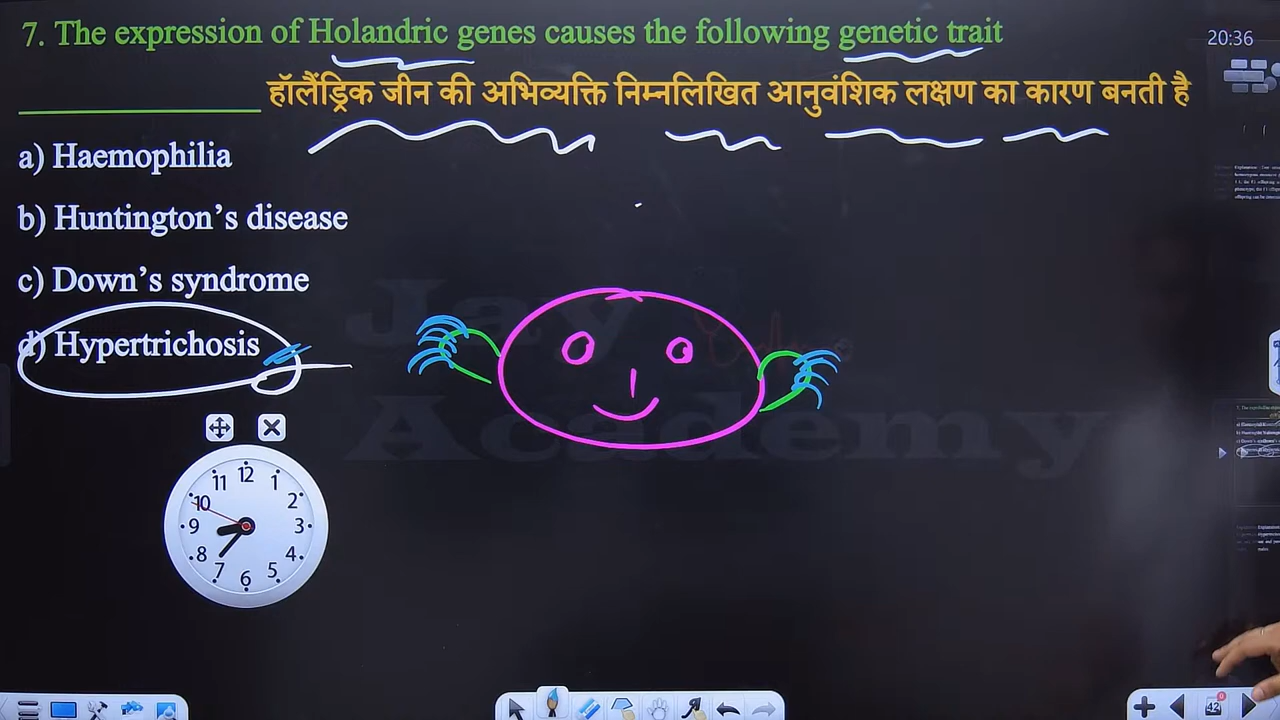 7. The expression of Holandric genes causes the following genetic trait
20:36
हॉलैंड्रिक जीन की अभिव्यक्ति निम्नलिखित आनुवंशिक लक्षण का कारण बनती है
a) Haemophilia
b) Huntington's disease
c) Down's syndrome
d) Hypertrichosis
Jay
Academy
12
11 1
10 2
9 3
8 4
7 5
6
42